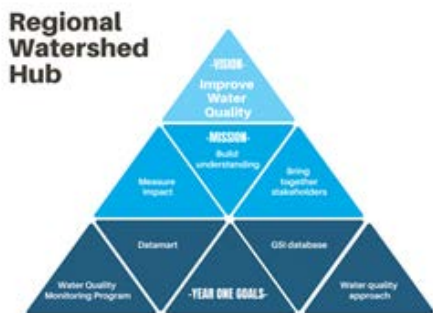 Regional
Watershed
Hub
-VISION-
Improve
Water
Quality
-MISSION-
Build
understanding
Measure
impact
Bring
together
stakeholders
Datamart
GSI database
Water Quality
Monitoring Program
-YEAR ONE GOALS-
Water quality
approach